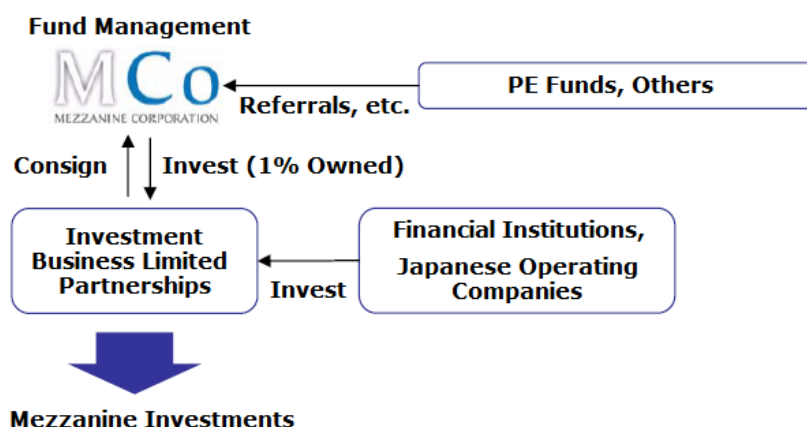 Fund Management
MCo
MEZZANINE CORPORATION
PE Funds, Others
Referrals, etc.
Consign
Invest (1% Owned)
Investment
Business Limited
Partnerships
Invest
Financial Institutions,
Japanese Operating
Companies
Mezzanine Investments